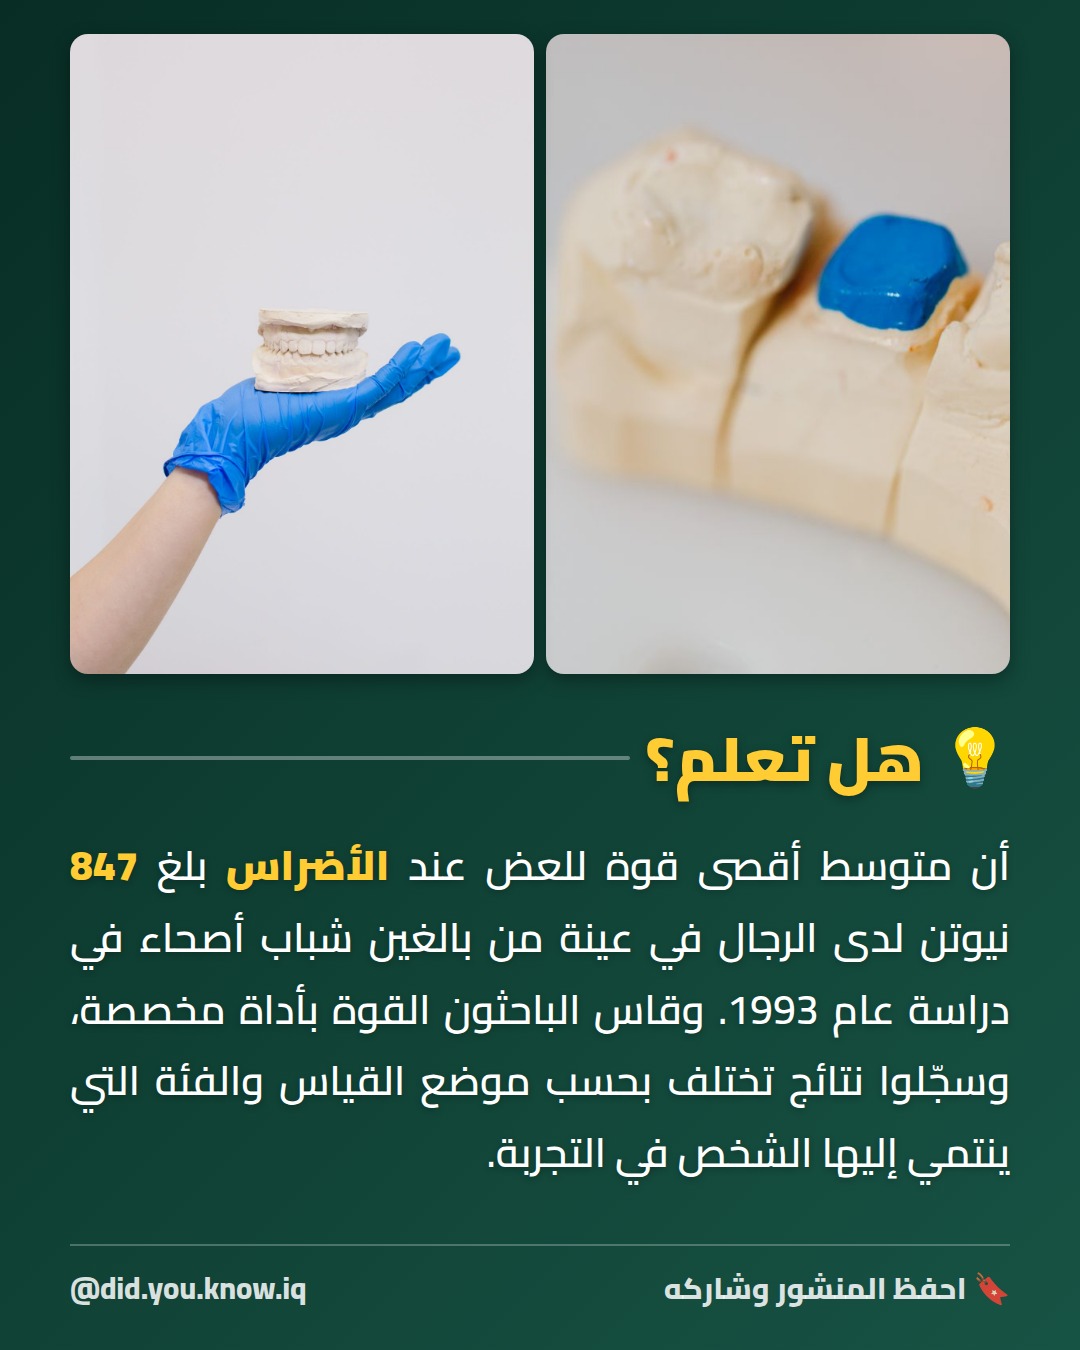 💡 هل تعلم؟
أن متوسط أقصى قوة للعض عند الأضراس بلغ 847
نيوتن لدى الرجال في عينة من بالغين شباب أصحاء في
دراسة عام 1993. وقاس الباحثون القوة بأداة مخصصة،
وسجّلوا نتائج تختلف بحسب موضع القياس والفئة التي
ينتمي إليها الشخص في التجربة.
🔖 احفظ المنشور وشاركه
@did.you.know.iq